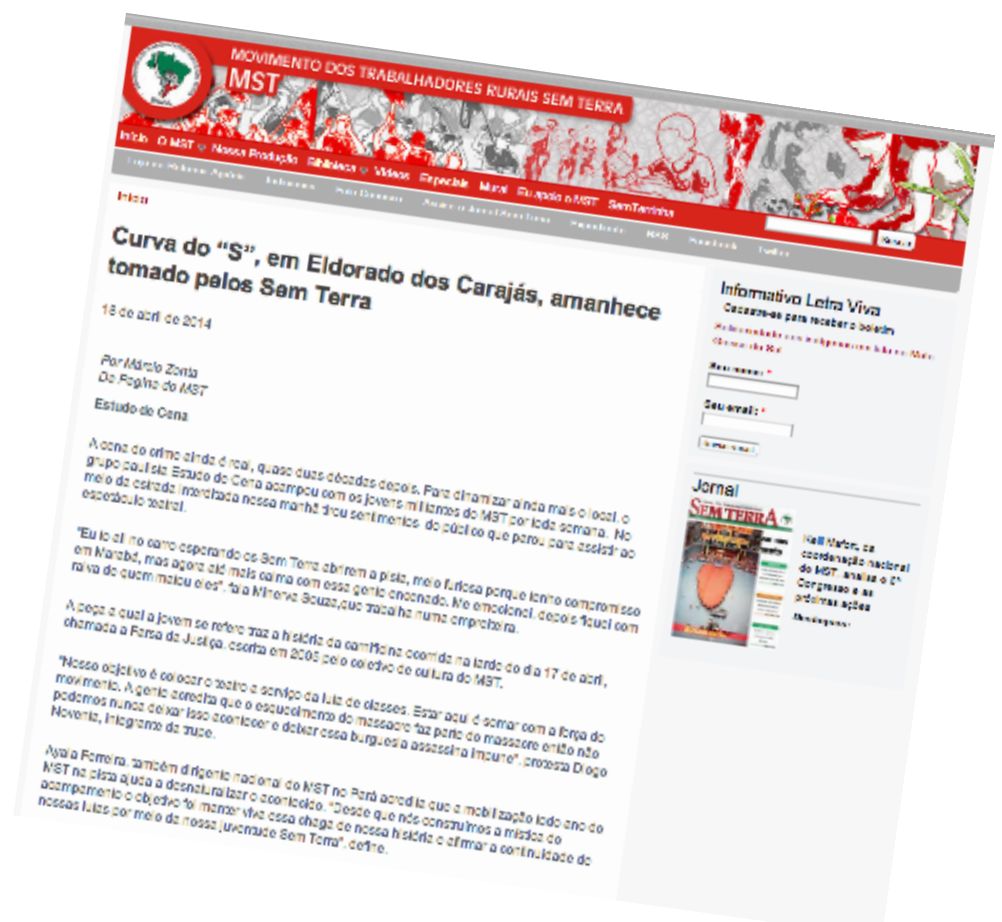 MOVIMENTO DOS TRABALHADORES RURAIS SEM TERRA
MST
Início O MST Nossa Produção Biblioteca Vídeos Especiais Mural Eu apoio o MST SemTerrinha
Facebook Twitter
Início
Curva do “S”, em Eldorado dos Carajás, amanhece
tomado pelos Sem Terra
18 de abril de 2014
Por Márcio Zonta
Da Página do MST
Estudo de Cena
A cena do crime ainda é real, quase duas décadas depois. Para dinamizar ainda mais o local, o
grupo paulista Estudo de Cena acampou com os jovens militantes do MST por toda semana. No
meio da estrada interditada nessa manhã tirou sentimentos do público que parou para assistir ao
espetáculo teatral.
"Eu to ali no carro esperando os Sem Terra abrirem a pista, meio furiosa porque tenho compromisso
em Marabá, mas agora até mais calma com essa gente encenado. Me emocionei, depois fiquei com
raiva de quem matou eles", fala Minerva Souza,que trabalha numa empreiteira.
A peça a qual a jovem se refere traz a história da carnificina ocorrida na tarde do dia 17 de abril,
chamada a Farsa da Justiça, escrita em 2005 pelo coletivo de cultura do MST.
"Nosso objetivo é colocar o teatro a serviço da luta de classes. Estar aqui é somar com a força do
movimento. A gente acredita que o esquecimento do massacre faz parte do massacre então não
podemos nunca deixar isso acontecer e deixar essa burguesia assassina impune", protesta Diogo
Noventa, integrante da trupe.
Ayala Ferreira, também dirigente nacional do MST no Pará acredita que a mobilização todo ano do
MST na pista ajuda a desnaturalizar o acontecido. "Desde que nós construímos a mística do
acampamento o objetivo foi manter viva essa chaga de nossa história e afirmar a continuidade de
nossas lutas por meio da nossa juventude Sem Terra", define.
Buscar
Informativo Letra Viva
Cadastre-se para receber o boletim
Seu nome: *
Seu email: *
Jornal
SEM TERRA
coordenação nacional
do MST, analisa o 6º
Congresso e as
próximas ações